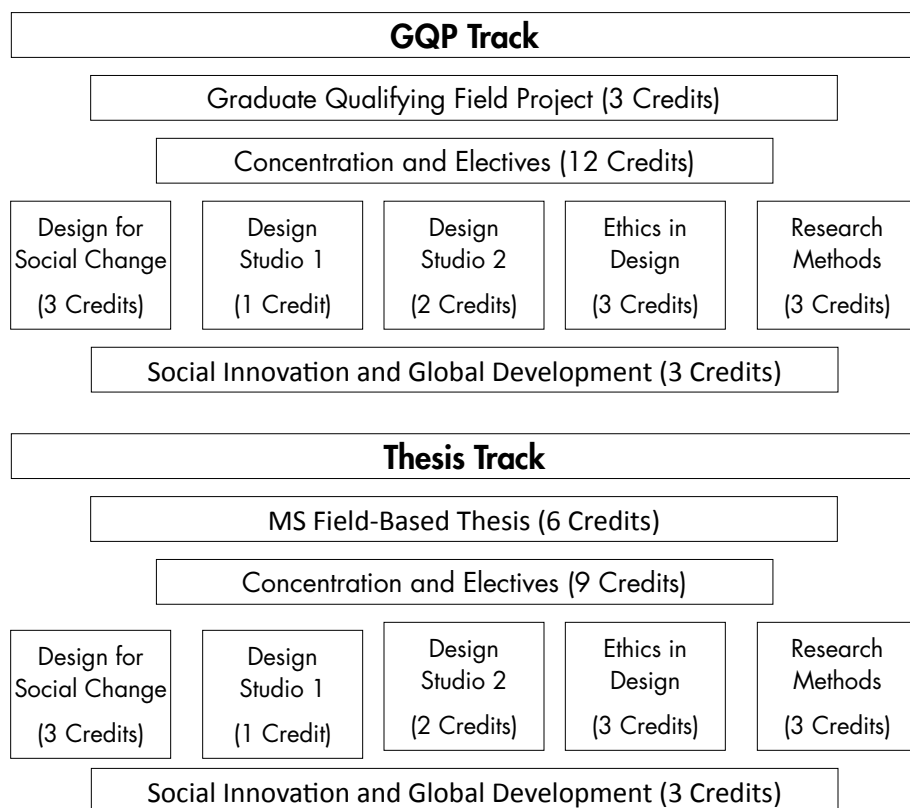 GQP Track
Graduate Qualifying Field Project (3 Credits)
Concentration and Electives (12 Credits)
Design for
Social Change
(3 Credits)
Design
Studio 1
(1 Credit)
Design
Studio 2
(2 Credits)
Ethics in
Design
(3 Credits)
Research
Methods
(3 Credits)
Social Innovation and Global Development (3 Credits)
Thesis Track
MS Field-Based Thesis (6 Credits)
Concentration and Electives (9 Credits)
Design for
Social Change
(3 Credits)
Design
Studio 1
(1 Credit)
Design
Studio 2
(2 Credits)
Ethics in
Design
(3 Credits)
Research
Methods
(3 Credits)
Social Innovation and Global Development (3 Credits)